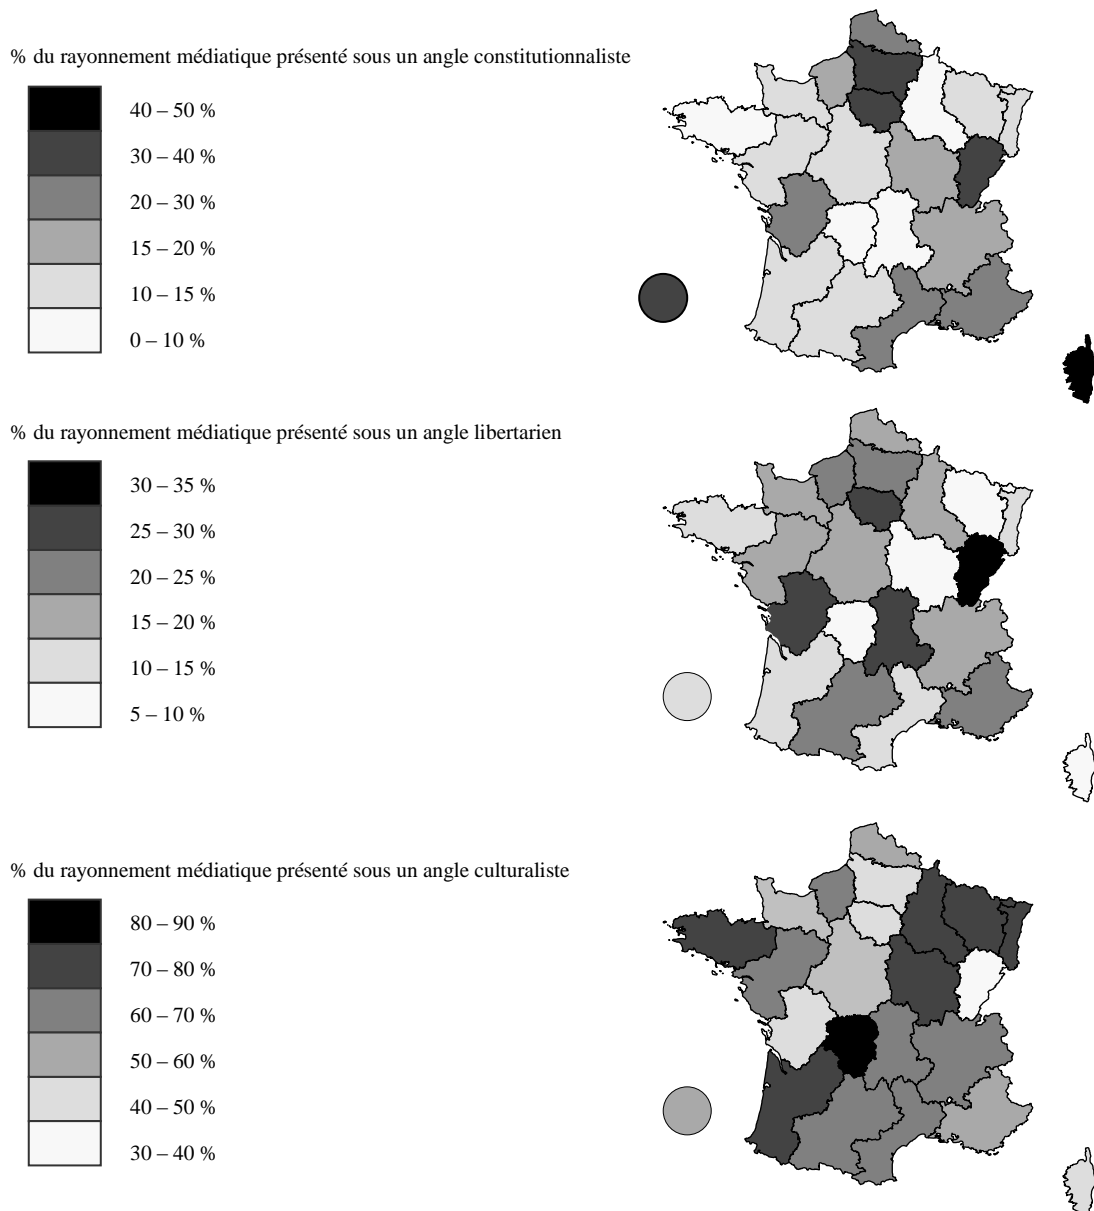 % du rayonnement médiatique présenté sous un angle constitutionnaliste
40 – 50 %
30 – 40 %
20 – 30 %
15 – 20 %
10 – 15 %
0 – 10 %
% du rayonnement médiatique présenté sous un angle libertarien
30 – 35 %
25 – 30 %
20 – 25 %
15 – 20 %
10 – 15 %
5 – 10 %
% du rayonnement médiatique présenté sous un angle culturaliste
80 – 90 %
70 – 80 %
60 – 70 %
50 – 60 %
40 – 50 %
30 – 40 %